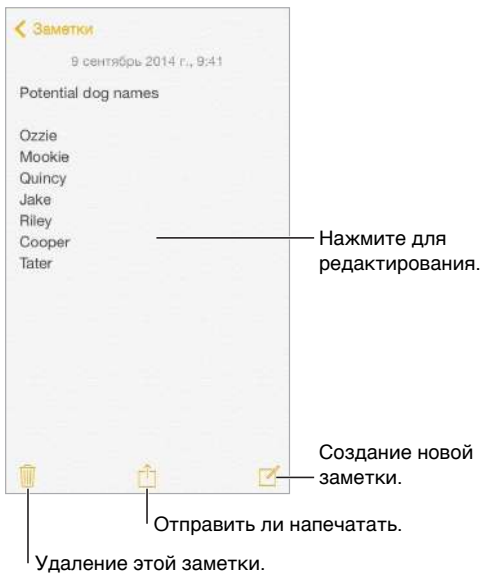 Заметки
9 сентябрь 2014 г., 9:41
Potential dog names
Ozzie
Mookie
Quincy
Jake
Riley
Cooper
Tater
Нажмите для
редактирования.
Создание новой
заметки.
Отправить ли напечатать.
Удаление этой заметки.